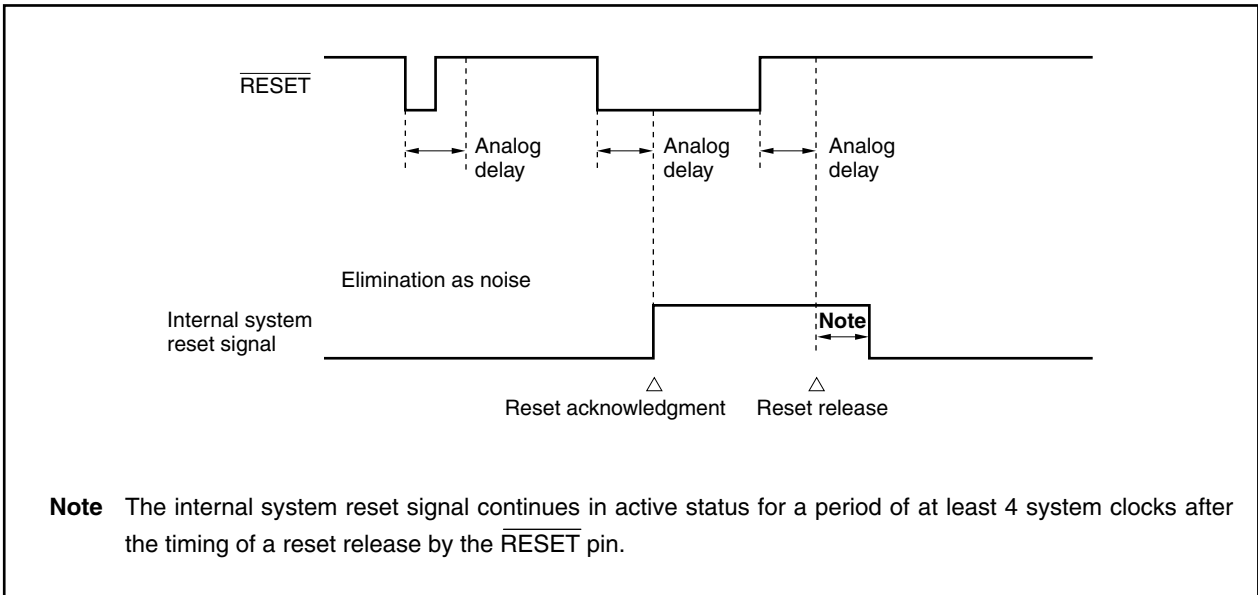 RESET
Analog
delay
Analog
delay
Analog
delay
Elimination as noise
Internal system
reset signal
Note
Reset acknowledgment
Reset release
Note The internal system reset signal continues in active status for a period of at least 4 system clocks after
the timing of a reset release by the RESET pin.